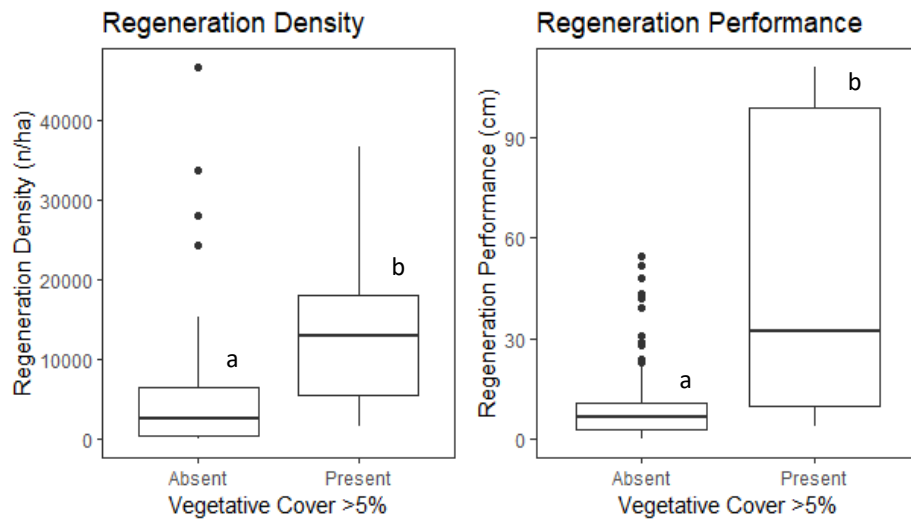 Regeneration Density
Regeneration Density (n/ha)
40000
30000
20000
10000
0
a
b
Absent
Present
Vegetative Cover >5%
Regeneration Performance
Regeneration Performance (cm)
90
60
30
0
a
b
Absent
Present
Vegetative Cover >5%